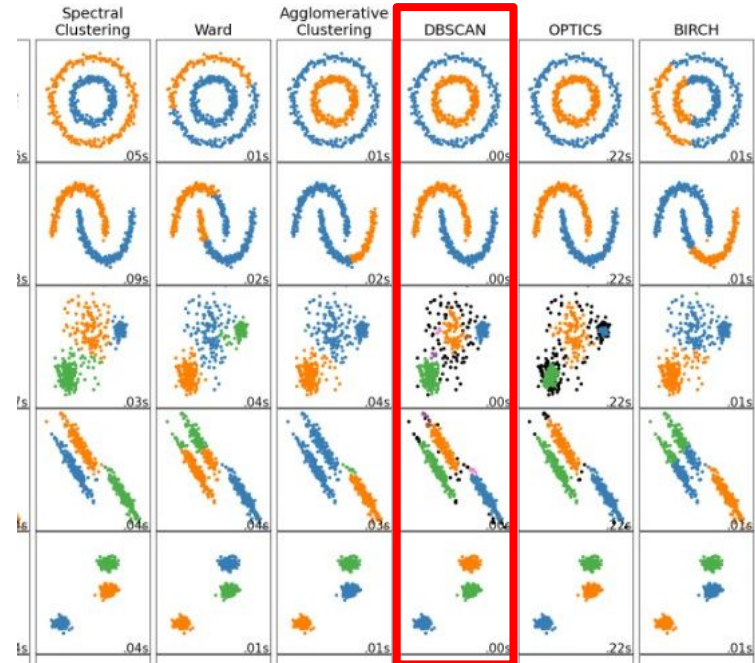 Spectral
Clustering
Ward
Agglomerative
Clustering
DBSCAN
OPTICS
BIRCH
.05s
.01s
.01s
.00s
.22s
.01s
.09s
.02s
.02s
.00s
.22s
.01s
.03s
.04s
.04s
.00s
.22s
.01s
.04s
.04s
.03s
.00s
.22s
.01s
.04s
.01s
.01s
.00s
.22s
.01s